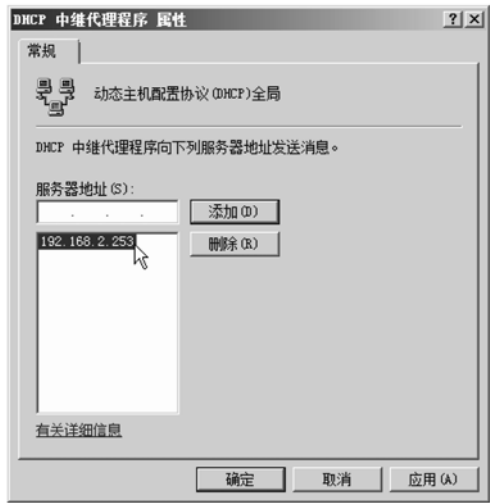 DHCP 中继代理程序 属性
常规
动态主机配置协议(DHCP)全局
DHCP 中继代理程序向下列服务器地址发送消息。
服务器地址(S):
. . .
添加(D)
192.168.2.253
删除(R)
有关详细信息
确定
取消
应用(A)